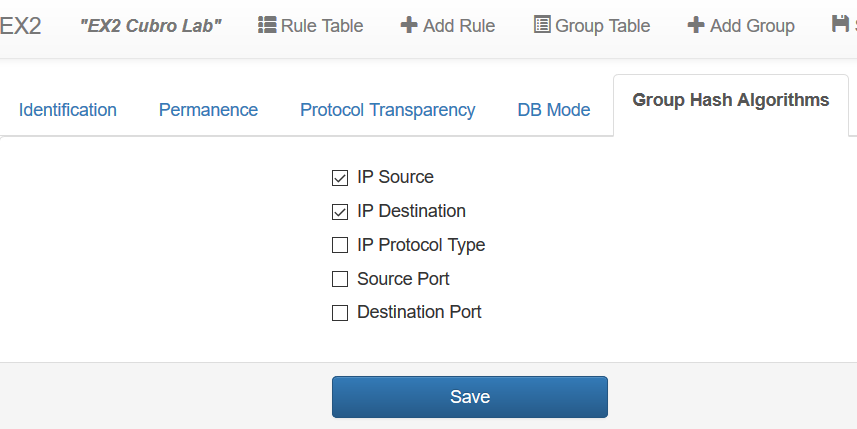 EX2 "EX2 Cubro Lab" Rule Table Add Rule Group Table Add Group
Identification Permanence Protocol Transparency DB Mode Group Hash Algorithms
IP Source
IP Destination
IP Protocol Type
Source Port
Destination Port
Save